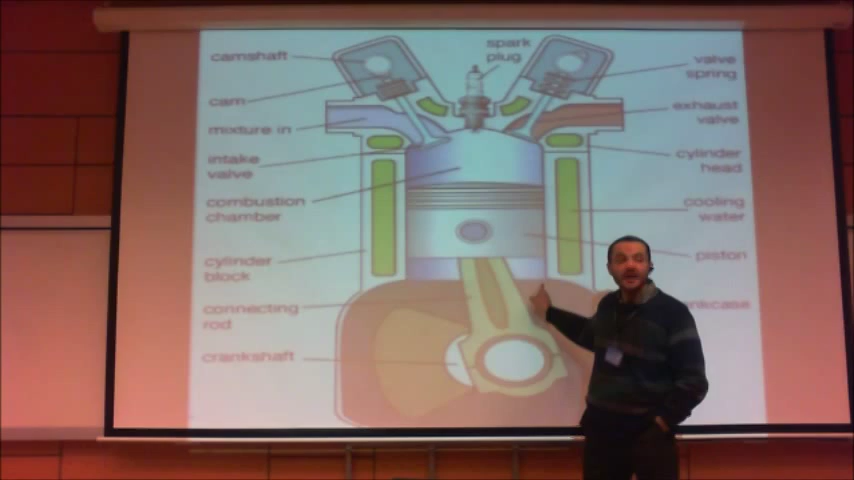 camshaft
cam
mixture in
intake
valve
combustion
chamber
cylinder
block
connecting
rod
crankshaft
spark
plug
valve
spring
exhaust
valve
cylinder
head
cooling
water
piston
nkcase